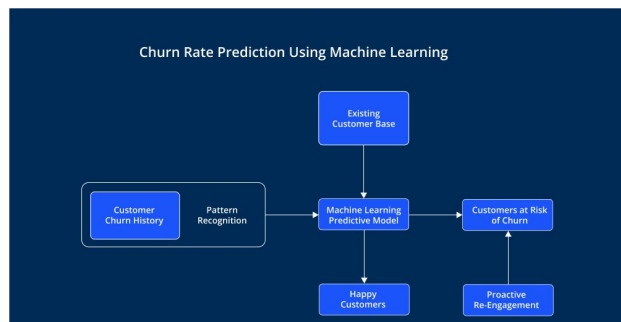 Churn Rate Prediction Using Machine Learning
Existing
Customer Base
Customer
Churn History
Pattern
Recognition
Machine Learning
Predictive Model
Customers at Risk
of Churn
Happy
Customers
Proactive
Re-Engagement